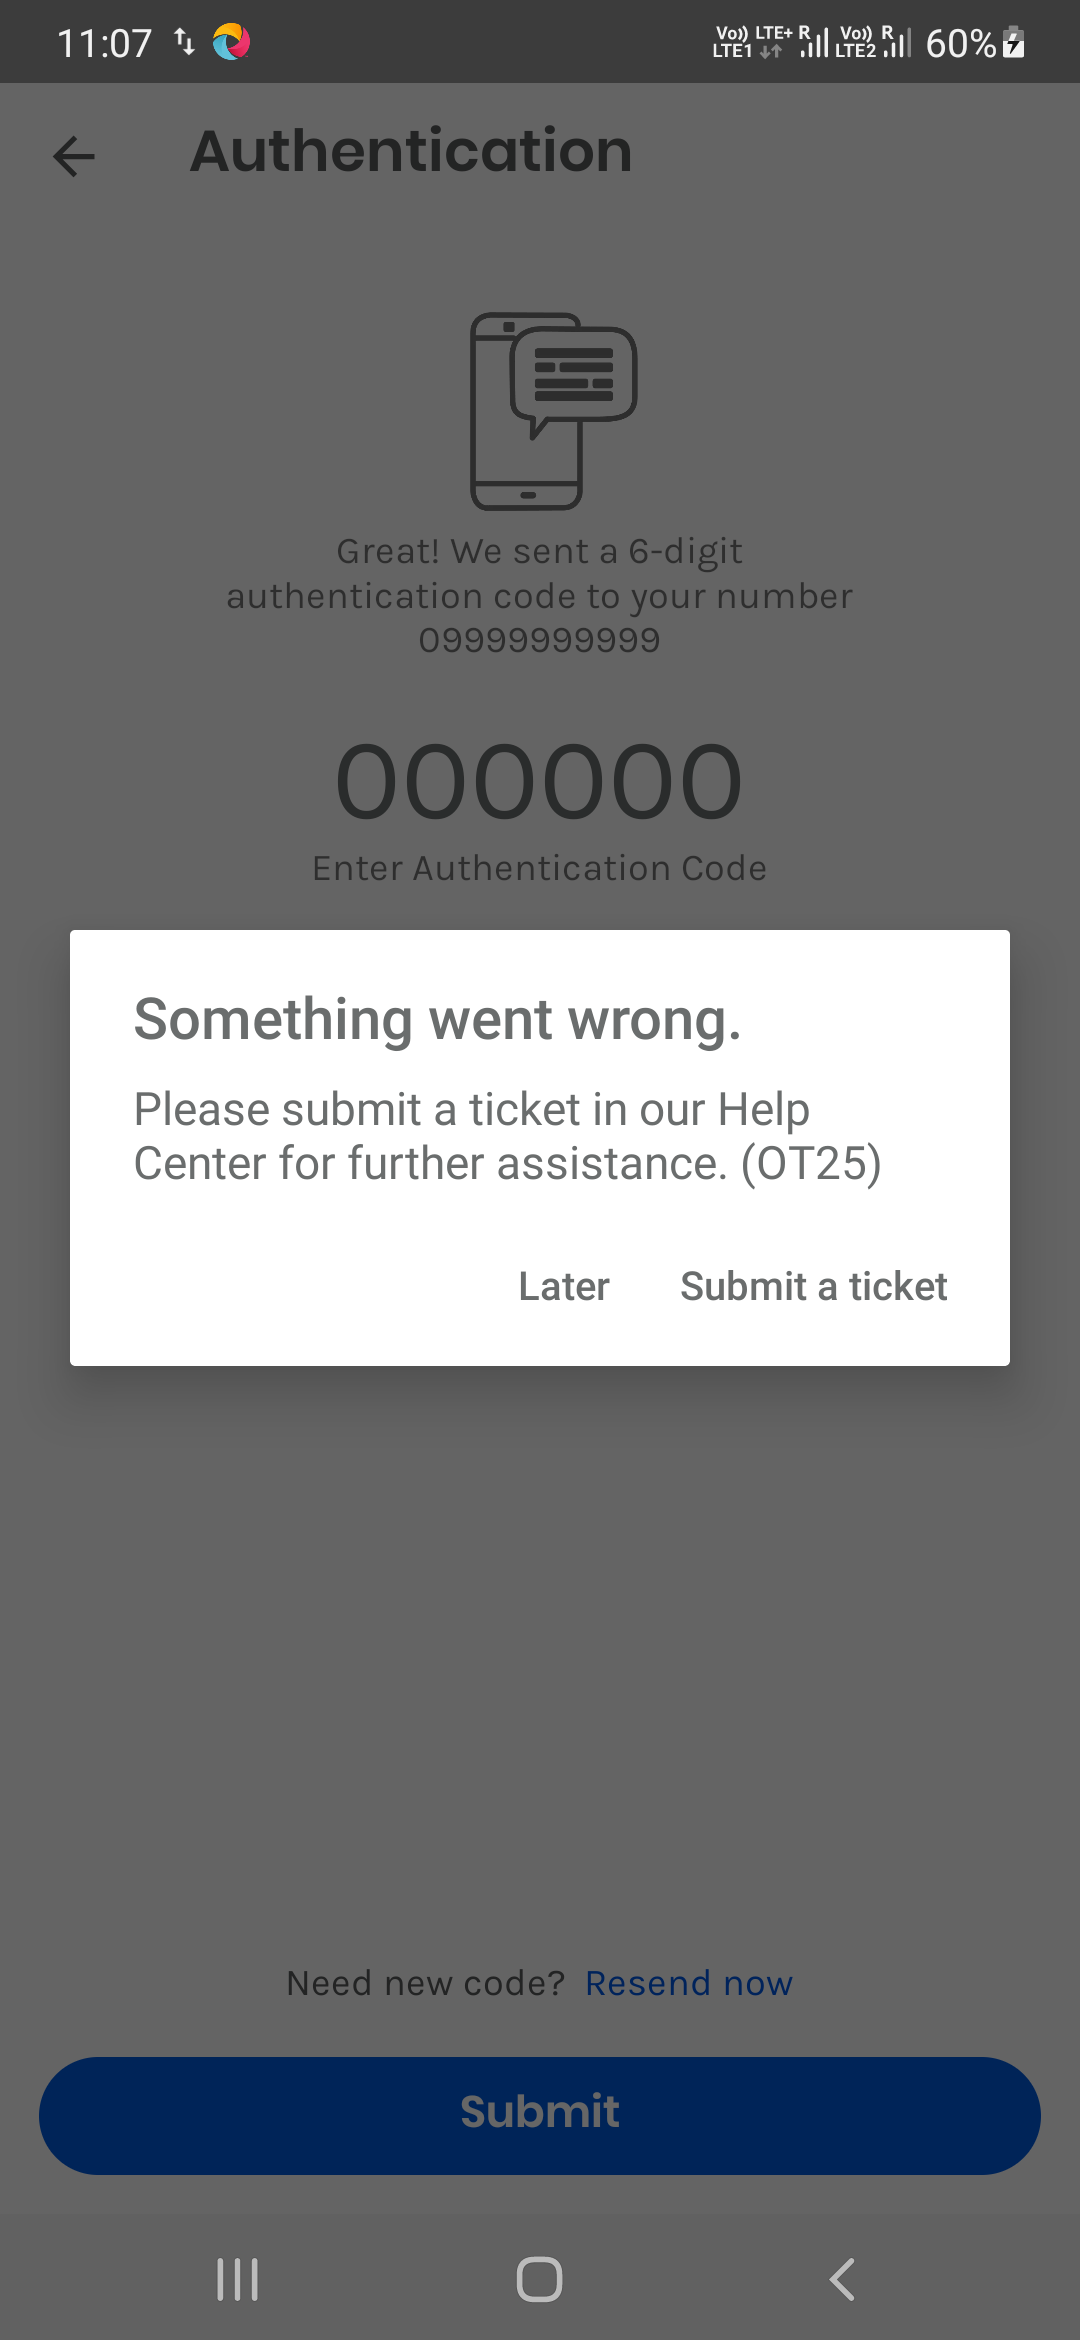 11:07
Vo)) LTE+ R Vo)) R
LTE1 LTE2 60%
Authentication
Great! We sent a 6-digit
authentication code to your number
09999999999
000000
Enter Authentication Code
Something went wrong.
Please submit a ticket in our Help
Center for further assistance. (OT25)
Later Submit a ticket
Need new code? Resend now
Submit